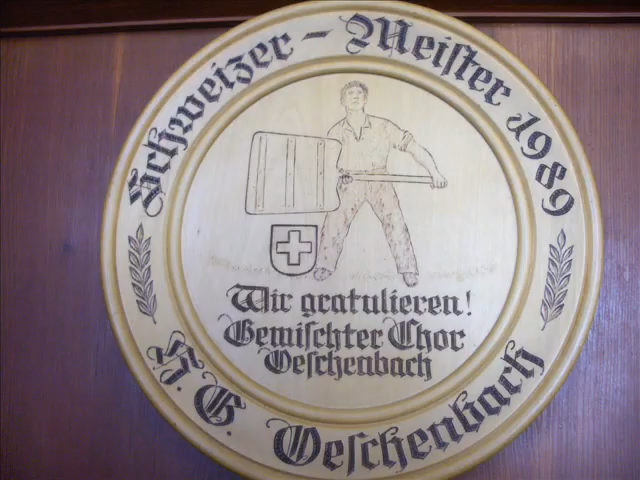 Schweizer - Meister 1989
Wir gratulieren!
Gemischter Chor
Oeschenbach
H. G. Oeschenbach